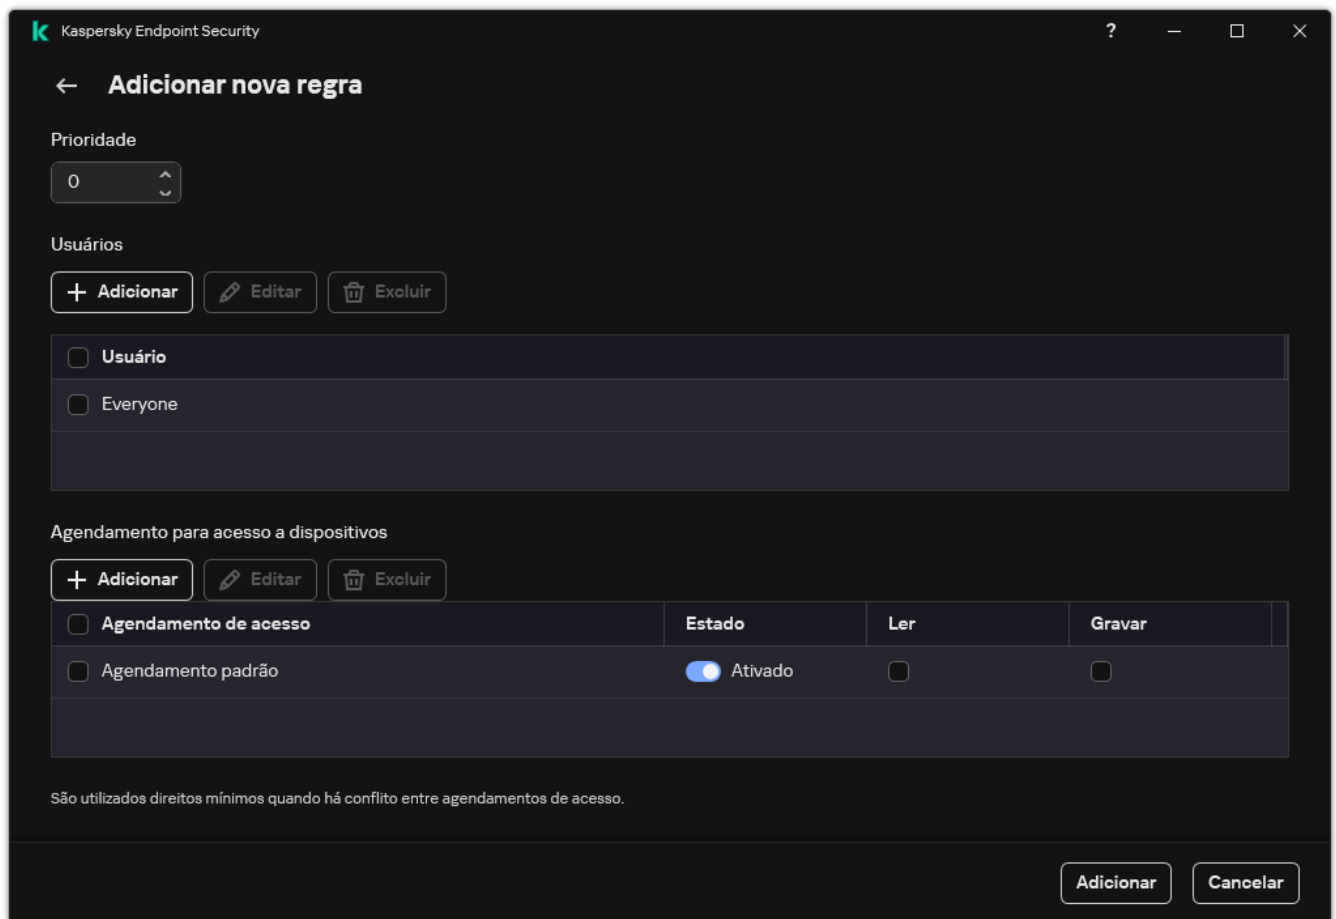 Kaspersky Endpoint Security ?
Adicionar nova regra
Prioridade
0
Usuários
Adicionar Editar Excluir
Usuário
Everyone
Agendamento para acesso a dispositivos
Adicionar Editar Excluir
Agendamento de acesso Estado Ler Gravar
Agendamento padrão Ativado
São utilizados direitos mínimos quando há conflito entre agendamentos de acesso.
Adicionar Cancelar